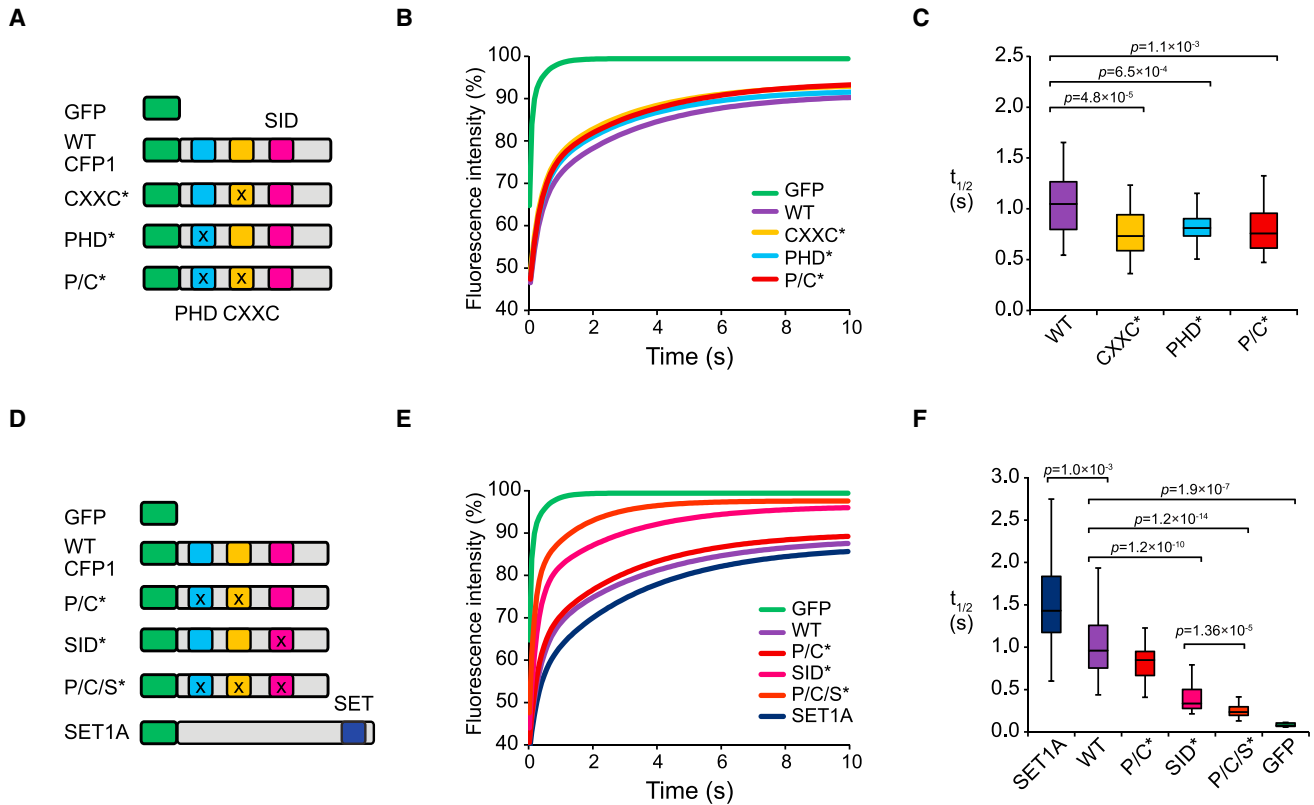 A
GFP
SID
WT
CFP1
CXXC*
x
PHD*
x
P/C*
x x
PHD CXXC
B
Fluorescence intensity (%)
100
90
80
70
60
50
40
0 2 4 6 8 10
Time (s)
GFP
WT
CXXC*
PHD*
P/C*
C
p=1.1×10-3
p=6.5×10-4
p=4.8×10-5
t1/2
(s)
2.5
2.0
1.5
1.0
0.5
0.0
WT CXXC* PHD* P/C*
D
GFP
WT
CFP1
P/C*
x x
SID*
x
P/C/S*
x x x
SET
SET1A
E
Fluorescence intensity (%)
100
90
80
70
60
50
40
0 2 4 6 8 10
Time (s)
GFP
WT
P/C*
SID*
P/C/S*
SET1A
F
p=1.0×10-3
p=1.9×10-7
p=1.2×10-14
p=1.2×10-10
p=1.36×10-5
t1/2
(s)
3.0
2.5
2.0
1.5
1.0
0.5
0.0
SET1A WT P/C* SID* P/C/S* GFP